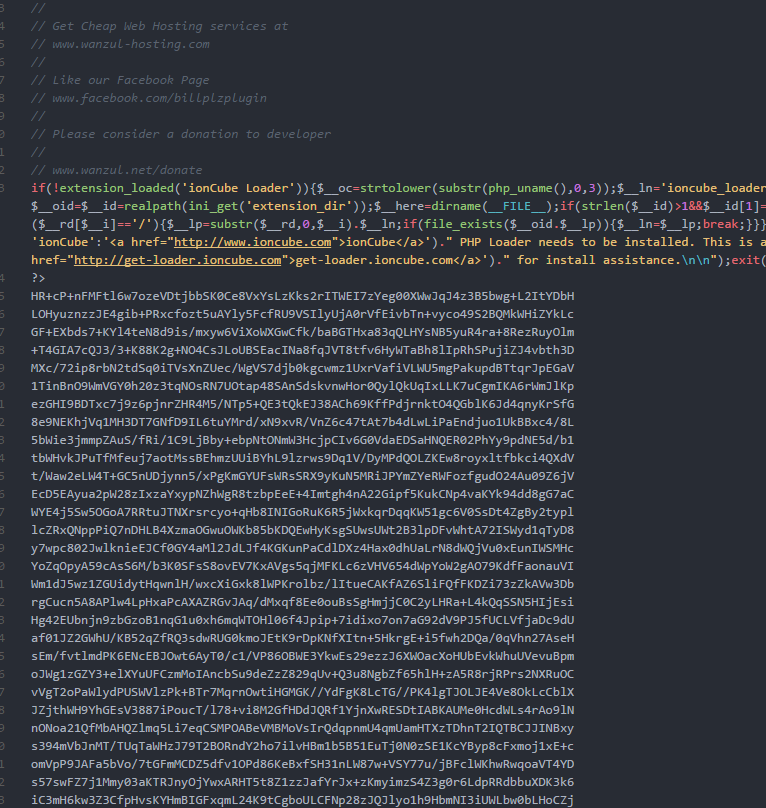 //
// Get Cheap Web Hosting services at
// www.wanzul-hosting.com
//
// Like our Facebook Page
// www.facebook.com/billplzplugin
//
// Please consider a donation to developer
//
// www.wanzul.net/donate
if(!extension_loaded('ionCube Loader')){$__oc=strtolower(substr(php_uname(),0,3));$__ln='ioncube_loader
$__oid=$__id=realpath(ini_get('extension_dir'));$__here=dirname(__FILE__);if(strlen($__id)>1&&$__id[1]=
($__rd[$__i]=='/'){$__lp=substr($__rd,0,$__i).$__ln;if(file_exists($__oid.$__lp)){$__ln=$__lp;break;}}}
'ionCube':'<a href="http://www.ioncube.com">ionCube</a>')." PHP Loader needs to be installed. This is a
href="http://get-loader.ioncube.com">get-loader.ioncube.com</a>')." for install assistance.\n\n");exit(
?>
HR+cP+nFMFtl6w7ozeVDtjbbSK0Ce8VxYsLzKks2rITWEI7zYeg00XWwJqJ4z3B5bwg+L2ItYDbH
LOHyuznzzJE4gib+PRxcfozt5uAYly5FcfRU9VSIlyUjA0rVfEivbTn+vyco49S2BQMkWHiZYkLc
GF+EXbds7+KYl4teN8d9is/mxyw6ViXoWXGwCfk/baBGTHxa83qQLHYsNB5yuR4ra+8RezRuyOlm
+T4GIA7cQJ3/3+K88K2g+NO4CsJLoUBSEacINa8fqJVT8tfv6HyWTaBh8lIpRhSPujiZJ4vbth3D
MXc/72ip8rbN2tdSq0iTVsXnZUec/WgVS7djb0kgcwmz1UxrVafiVLWU5mgPakupdBTtqrJpEGaV
1TinBnO9WmVGY0h20z3tqNOsRN7UOtap48SAnSdskvnwHor0QylQkUqIxLLK7uCgmIKA6rWmJlKp
ezGHI9BDTxc7j9z6pjnrZHR4M5/NTp5+QE3tQkEJ38ACh69KffPdjrnktO4QGblK6Jd4qnyKrSfG
8e9NEKhjVq1MH3DT7GNfD9IL6tuYMrd/xN9xvR/VnZ6c47tAt7b4dLwLiPaEndjuo1UkBBxc4/8L
5bWie3jmmpZAuS/fRi/1C9LjBby+ebpNtONmW3HcjpCIv6G0VdaEDSaHNQER02PhYy9pdNE5d/b1
tbWHvkJPuTfMfeuj7aotMssBEhmzUUiBYhL9lzrws9Dq1V/DyMPdQOLZKEw8royxltfbkci4QXdV
t/Waw2eLW4T+GC5nUDjynn5/xPgKmGYUFsWRsSRX9yKuN5MRiJPYmZYeRWFozfgudO24Au09Z6jV
EcD5EAyua2pW28zIxzaYxypNZhWgR8tzbpEeE+4Imtgh4nA22Gipf5KukCNp4vaKYk94dd8gG7aC
WYE4j5Sw5OGoA7RRtuJTNXrsrcyo+qHb8INIGoRuK6R5jWxkqrDqqKW51gc6V0SsDt4ZgBy2typl
lcZRxQNppPiQ7nDHLB4XzmaOGwuOWKb85bKDQEwHyKsgSUwsUWt2B3lpDFvWhtA72ISWyd1qTyD8
y7wpc802JwlknieEJCf0GY4aMl2JdLJf4KGKunPaCdlDXz4Hax0dhUaLrN8dWQjVu0xEunIWSMHc
YoZqOpyA59cAsS6M/b3K0SFsS8ovEV7KxAVgs5qjMFKLc6zVHV654dWpYoW2gAO79KdfFaonauVI
Wm1dJ5wz1ZGUidytHqwnlH/wxcXiGxk8lWPKrolbz/lItueCAKfAZ6SliFQfFKDZi73zZkAVw3Db
rgCucn5A8APlw4LpHxaPcAXAZRGvJAq/dMxqf8Ee0ouBsSgHmjjC0C2yLHRa+L4kQqSSN5HIjEsi
Hg42EUbnjn9zbGzoB1nqG1u0xh6mqWTOHl06f4Jpip+7idixo7on7aG92dV9PJ5fUCLVfjaDc9dU
af01JZ2GWhU/KB52qZfRQ3sdwRUG0kmoJEtK9rDpKNfXItn+5HkrgE+i5fwh2DQa/0qVhn27AseH
sEm/fvtlmdPK6ENcEBJOwt6AyT0/c1/VP86OBWE3YkwEs29ezzJ6XWOacXoHUbEvkWhuUVevuBpm
oJWg1zGZY3+elXYuUFCzmMoIAncbSu9deZzZ829qUv+Q3u8NgbZf65hlH+zA5R8rjRPrs2NXRuOC
vVgT2oPaWlydPUSWVlzPk+BTr7MqrnOwtiHGMGK//YdFgK8LcTG//PK4lgTJOLJE4Ve8OkLcCblX
JZjthWH9YhGEsV3887iPoucT/l78+vi8M2GfHDdJQRf1YjnXwRESDtIABKAUMe0HcdWLs4rAo9lN
nONoa21QfMbAHQZlmq5Li7eqCSMPOABeVMBMoVsIrQdqpnmU4qmUamHTXzTDhnT2IQTBCJJINBxy
s394mVbJnMT/TUqTaWHzJ79T2BORndY2ho7ilvHBm1b5B51EuTj0N0zSE1KcYByp8cFxmoj1xE+c
omVpP9JAFa5bVo/7tGFmMCDZ5dfv1OPd86KeBxfSH31nLW87w+VSY77u/jBFclWKhwRwqoaVT4YD
s57swFZ7j1Mmy03aKTRJnyOjYwxARHT5t8Z1zzJafYrJx+zKmyimzS4Z3g0r6LdpRRdbbuXDK3k6
iC3mH6kw3Z3CfpHvsKYHmBIGFxqmL24K9tCgboULCFNp28zJQJlyo1h9HbmNI3iUWLbw0bLHoCZj